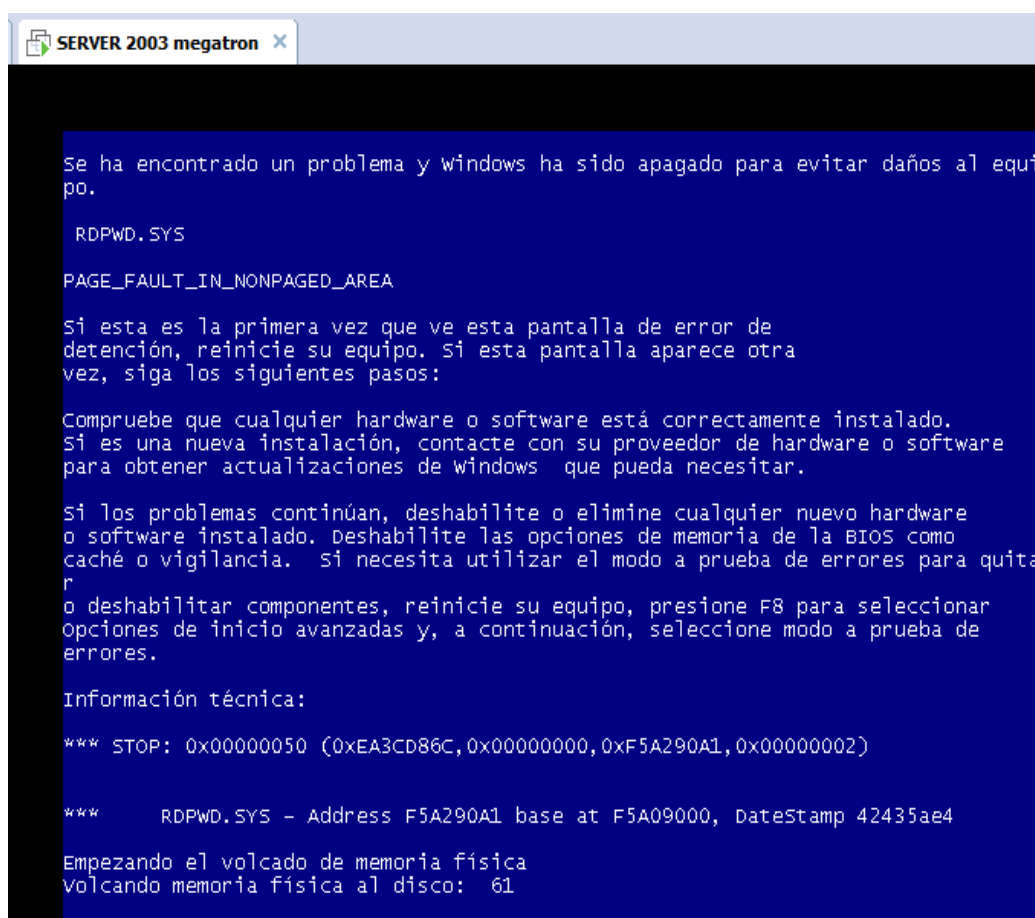 SERVER 2003 megatron ×
Se ha encontrado un problema y Windows ha sido apagado para evitar daños al equi
po.
RDPWD.SYS
PAGE_FAULT_IN_NONPAGED_AREA
Si esta es la primera vez que ve esta pantalla de error de
detención, reinicie su equipo. Si esta pantalla aparece otra
vez, siga los siguientes pasos:
Compruebe que cualquier hardware o software está correctamente instalado.
Si es una nueva instalación, contacte con su proveedor de hardware o software
para obtener actualizaciones de Windows  que pueda necesitar.
Si los problemas continúan, deshabilite o elimine cualquier nuevo hardware
o software instalado. Deshabilite las opciones de memoria de la BIOS como
caché o vigilancia.  Si necesita utilizar el modo a prueba de errores para quita
r
o deshabilitar componentes, reinicie su equipo, presione F8 para seleccionar
Opciones de inicio avanzadas y, a continuación, seleccione modo a prueba de
errores.
Información técnica:
*** STOP: 0x00000050 (0xEA3CD86C,0x00000000,0xF5A290A1,0x00000002)
***     RDPWD.SYS – Address F5A290A1 base at F5A09000, DateStamp 42435ae4
Empezando el volcado de memoria física
Volcando memoria física al disco:  61